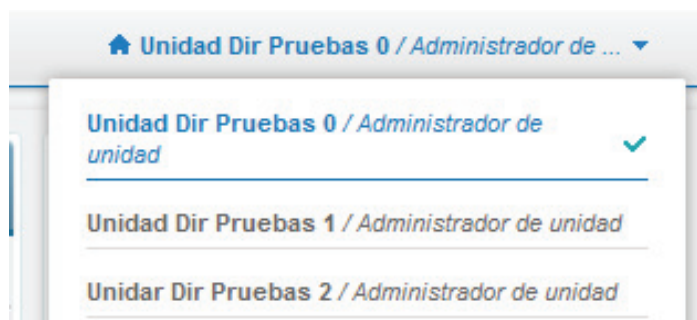 Unidad Dir Pruebas 0 / Administrador de ...
Unidad Dir Pruebas 0 / Administrador de
unidad
Unidad Dir Pruebas 1 / Administrador de unidad
Unidar Dir Pruebas 2 / Administrador de unidad